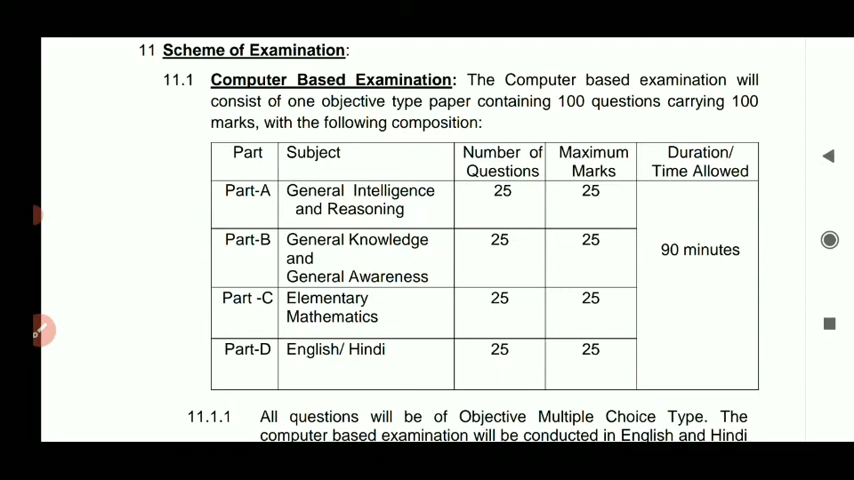 11 Scheme of Examination:
11.1 Computer Based Examination: The Computer based examination will
consist of one objective type paper containing 100 questions carrying 100
marks, with the following composition:
Part Subject Number of Questions Maximum Marks Duration/ Time Allowed
Part-A General Intelligence and Reasoning 25 25 90 minutes
Part-B General Knowledge and General Awareness 25 25
Part -C Elementary Mathematics 25 25
Part-D English/ Hindi 25 25
11.1.1 All questions will be of Objective Multiple Choice Type. The
computer based examination will be conducted in English and Hindi